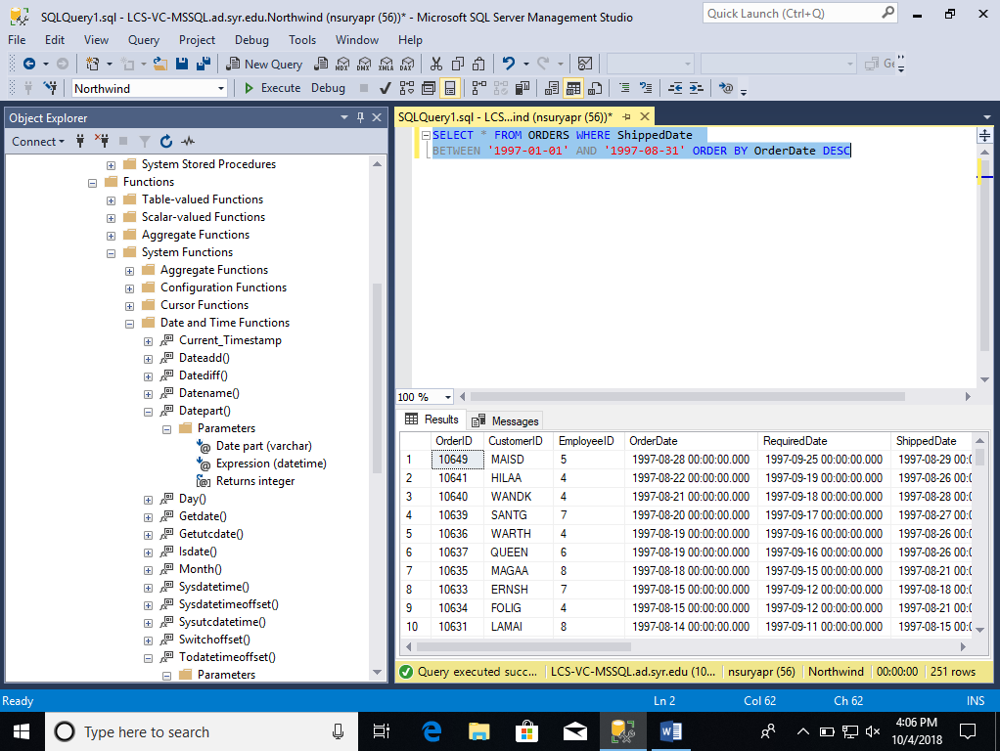 SQLQuery1.sql - LCS-VC-MSSQL.ad.syr.edu.Northwind (nsuryapr (56))* - Microsoft SQL Server Management Studio
Quick Launch (Ctrl+Q)
File Edit View Query Project Debug Tools Window Help
New Query MDX DMX XMLA DAX
Northwind Execute Debug
Object Explorer
Connect
System Stored Procedures
Functions
Table-valued Functions
Scalar-valued Functions
Aggregate Functions
System Functions
Aggregate Functions
Configuration Functions
Cursor Functions
Date and Time Functions
Current_Timestamp
Dateadd()
Datediff()
Datename()
Datepart()
Parameters
Date part (varchar)
Expression (datetime)
Returns integer
Day()
Getdate()
Getutcdate()
Isdate()
Month()
Sysdatetime()
Sysdatetimeoffset()
Sysutcdatetime()
Switchoffset()
Todatetimeoffset()
Parameters
SQLQuery1.sql - LCS...ind (nsuryapr (56))*
SELECT * FROM ORDERS WHERE ShippedDate
BETWEEN '1997-01-01' AND '1997-08-31' ORDER BY OrderDate DESC
100 %
Results Messages
OrderID CustomerID EmployeeID OrderDate RequiredDate ShippedDate
1 10649 MAISD 5 1997-08-28 00:00:00.000 1997-09-25 00:00:00.000 1997-08-29 00:0
2 10641 HILAA 4 1997-08-22 00:00:00.000 1997-09-19 00:00:00.000 1997-08-26 00:0
3 10640 WANDK 4 1997-08-21 00:00:00.000 1997-09-18 00:00:00.000 1997-08-28 00:0
4 10639 SANTG 7 1997-08-20 00:00:00.000 1997-09-17 00:00:00.000 1997-08-27 00:0
5 10636 WARTH 4 1997-08-19 00:00:00.000 1997-09-16 00:00:00.000 1997-08-26 00:0
6 10637 QUEEN 6 1997-08-19 00:00:00.000 1997-09-16 00:00:00.000 1997-08-26 00:0
7 10635 MAGAA 8 1997-08-18 00:00:00.000 1997-09-15 00:00:00.000 1997-08-21 00:0
8 10633 ERNSH 7 1997-08-15 00:00:00.000 1997-09-12 00:00:00.000 1997-08-18 00:0
9 10634 FOLIG 4 1997-08-15 00:00:00.000 1997-09-12 00:00:00.000 1997-08-21 00:0
10 10631 LAMAI 8 1997-08-14 00:00:00.000 1997-09-11 00:00:00.000 1997-08-15 00:0
Query executed succ... LCS-VC-MSSQL.ad.syr.edu (10... nsuryapr (56) Northwind 00:00:00 251 rows
Ready Ln 2 Col 62 Ch 62 INS
Type here to search
4:06 PM
10/4/2018